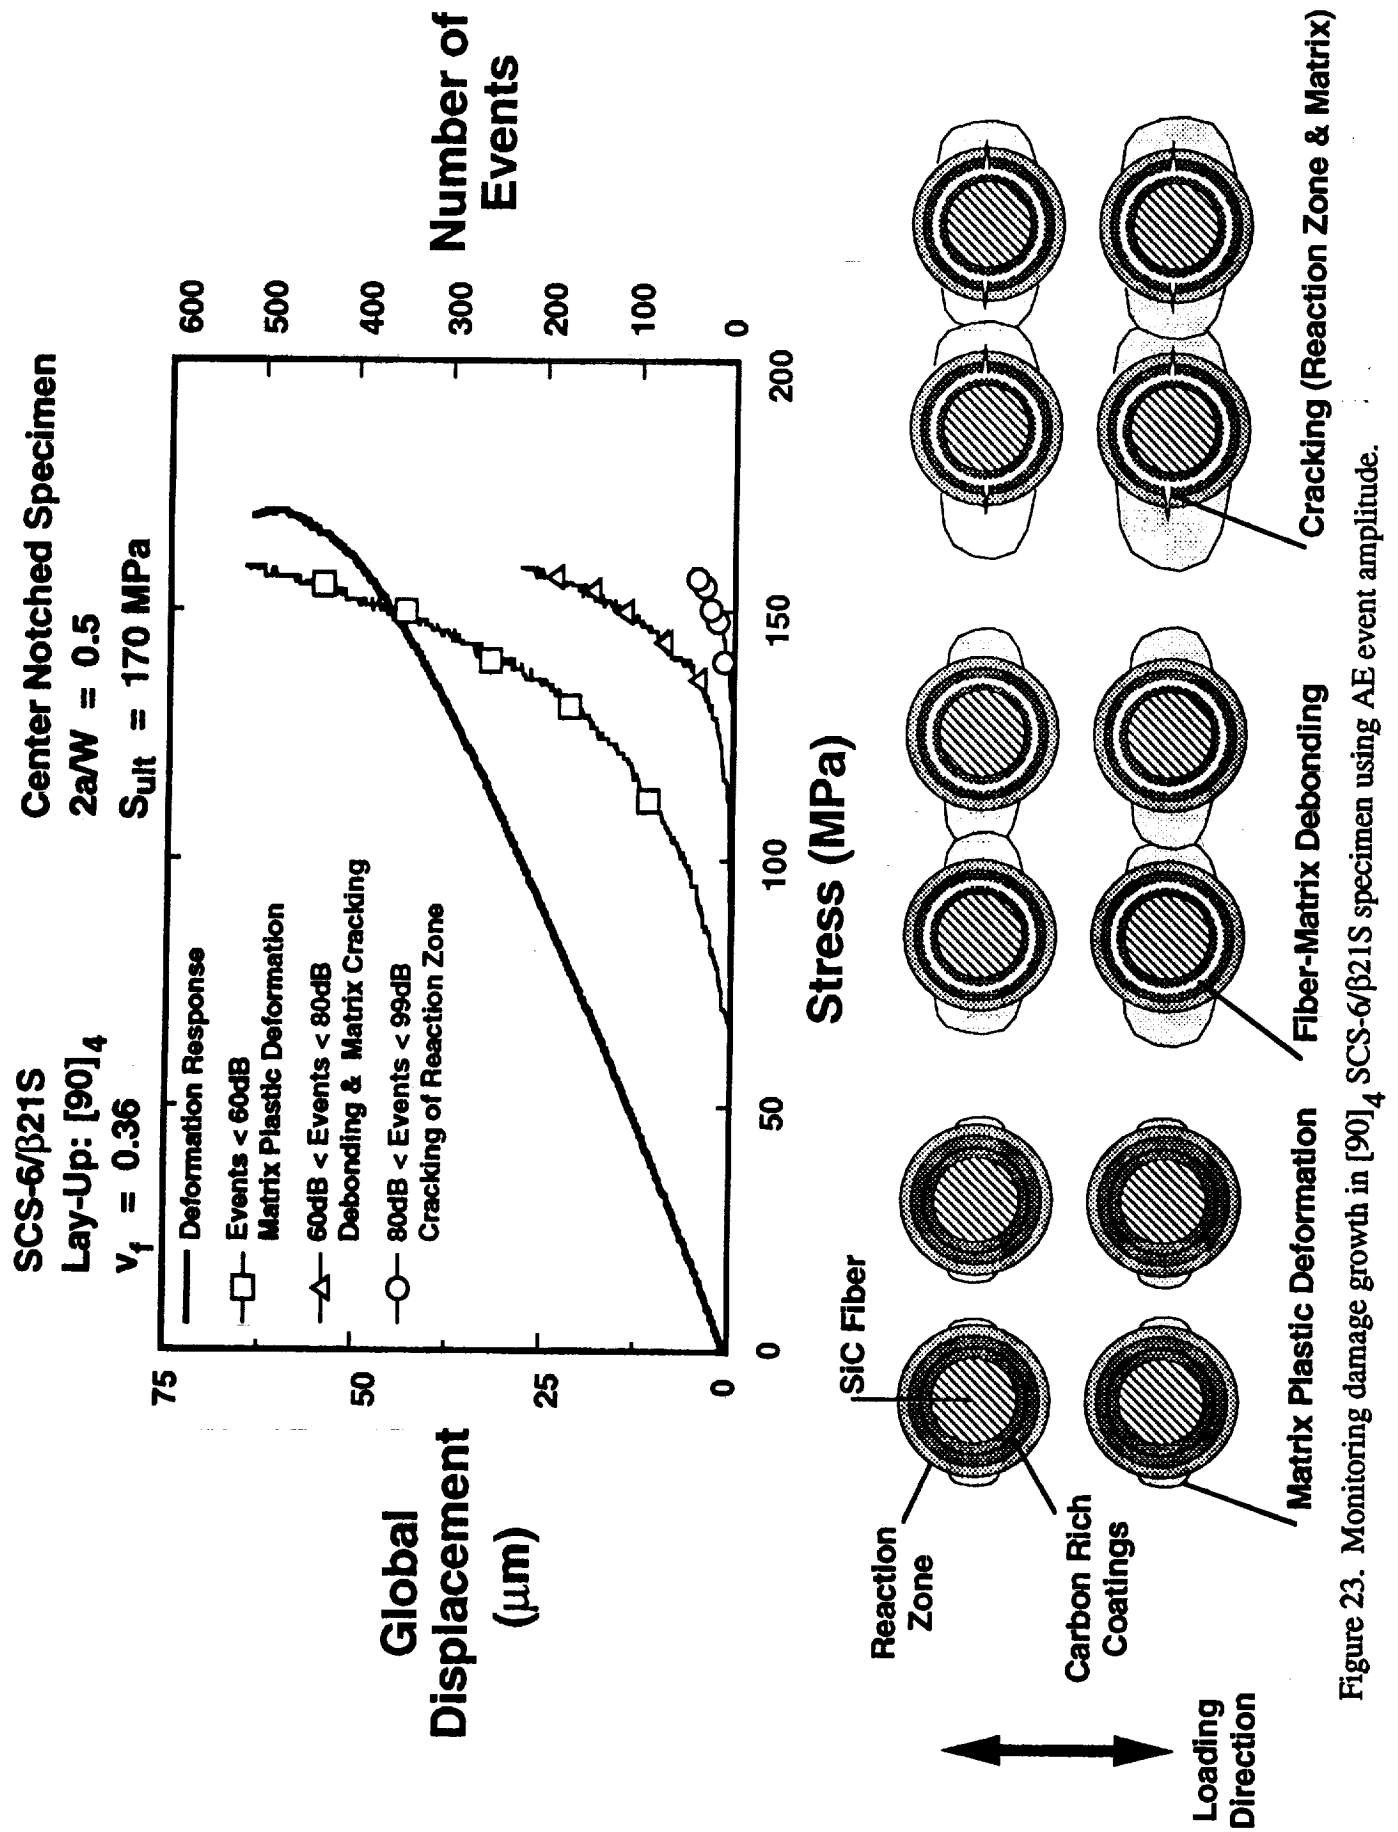 SCS-6/β21S
Lay-Up: [90]4
vf = 0.36
Center Notched Specimen
2a/W = 0.5
Sult = 170 MPa
Global
Displacement
(μm)
75
50
25
0
Deformation Response
Events < 60dB
Matrix Plastic Deformation
60dB < Events < 80dB
Debonding & Matrix Cracking
80dB < Events < 99dB
Cracking of Reaction Zone
600
500
400
300
200
100
0
Number of
Events
0
50
100
150
200
Stress (MPa)
SiC Fiber
Reaction
Zone
Carbon Rich
Coatings
Loading
Direction
Matrix Plastic Deformation
Fiber-Matrix Debonding
Cracking (Reaction Zone & Matrix)
Figure 23. Monitoring damage growth in [90]4 SCS-6/β21S specimen using AE event amplitude.